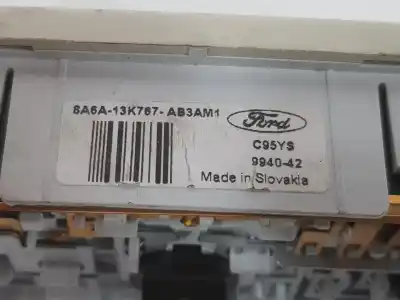 8A6A-13K767-AB3AM1
Ford
C95YS
9940-42
Made in Slovakia